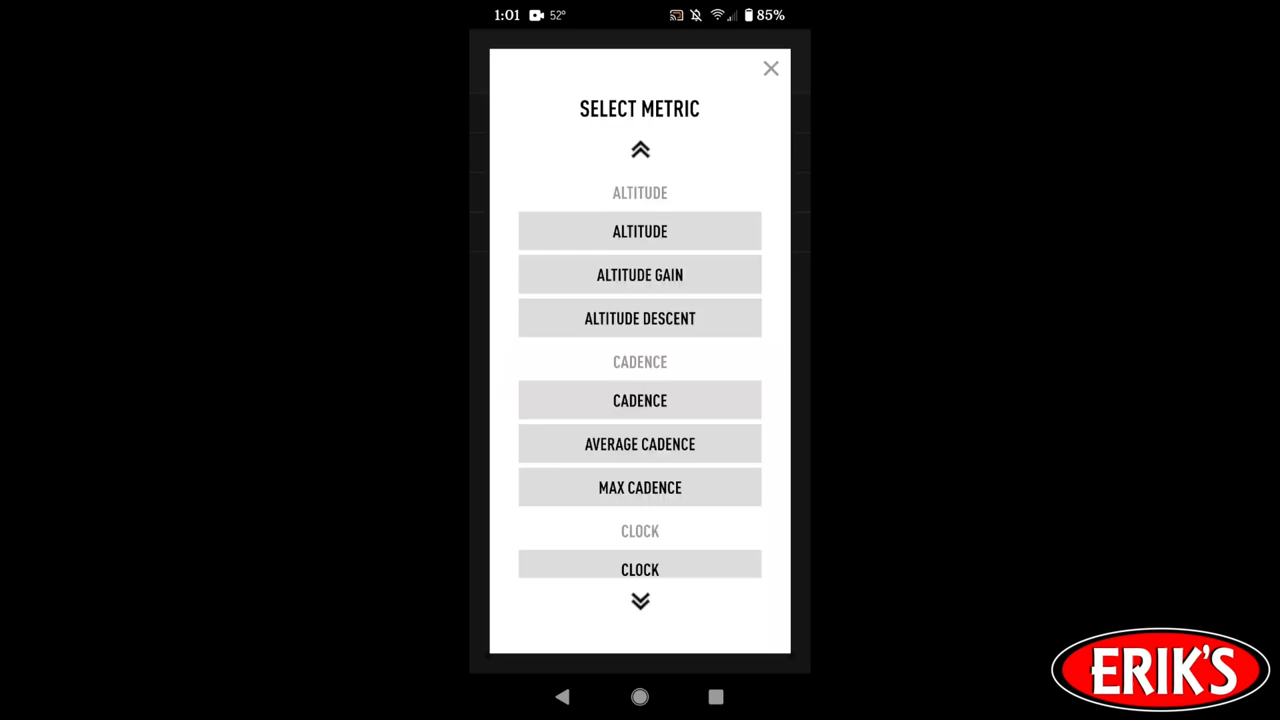 1:01 52° 85%
SELECT METRIC
ALTITUDE
ALTITUDE
ALTITUDE GAIN
ALTITUDE DESCENT
CADENCE
CADENCE
AVERAGE CADENCE
MAX CADENCE
CLOCK
CLOCK
ERIK'S